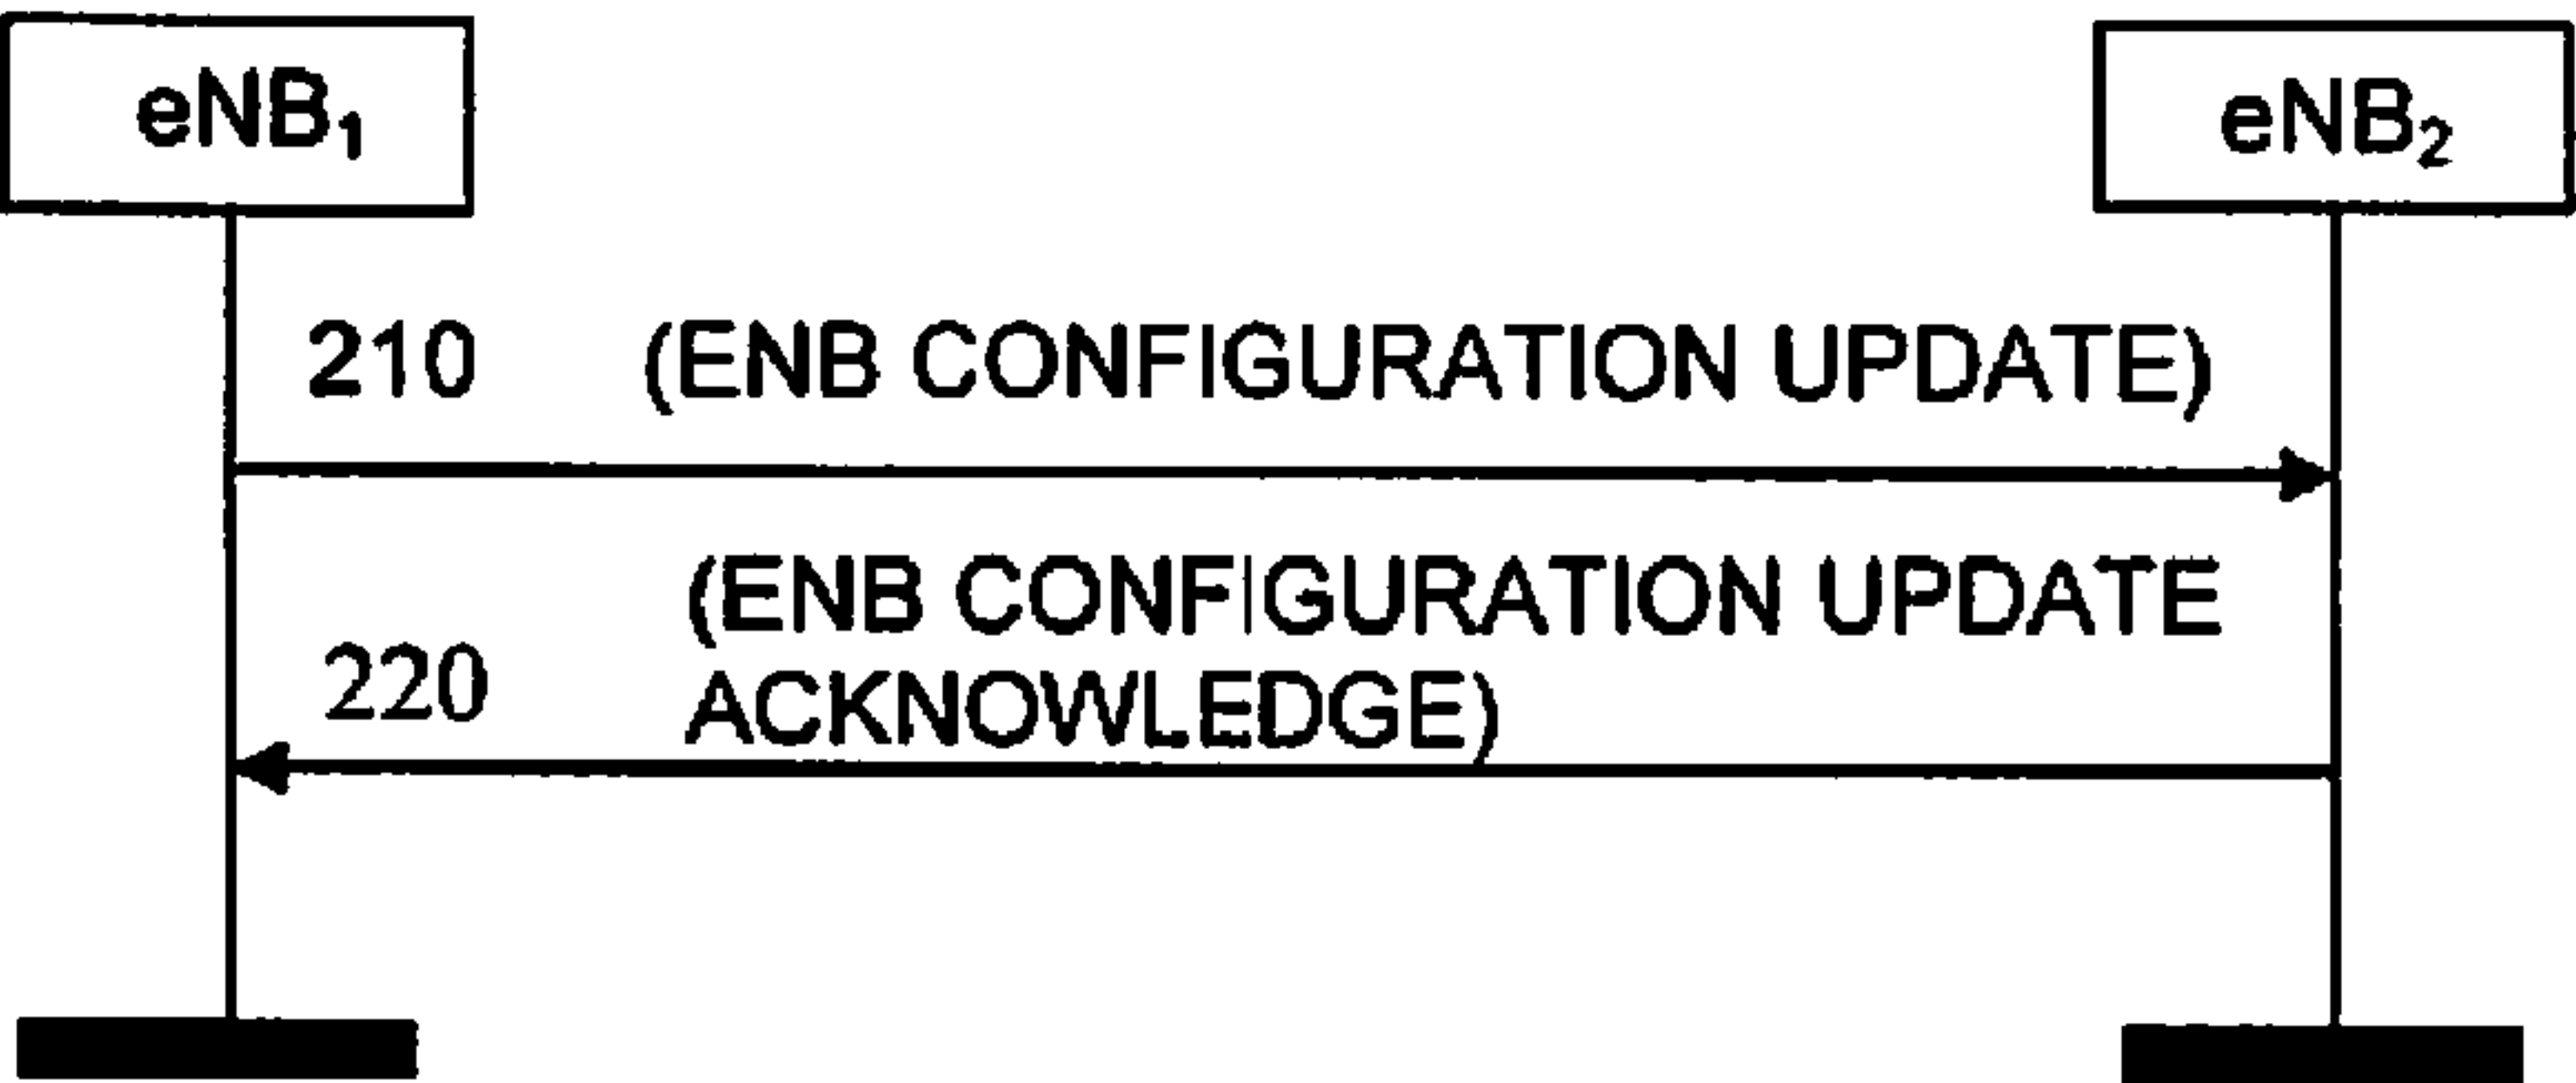 eNB₁
eNB₂
210 (ENB CONFIGURATION UPDATE)
(ENB CONFIGURATION UPDATE
220 ACKNOWLEDGE)